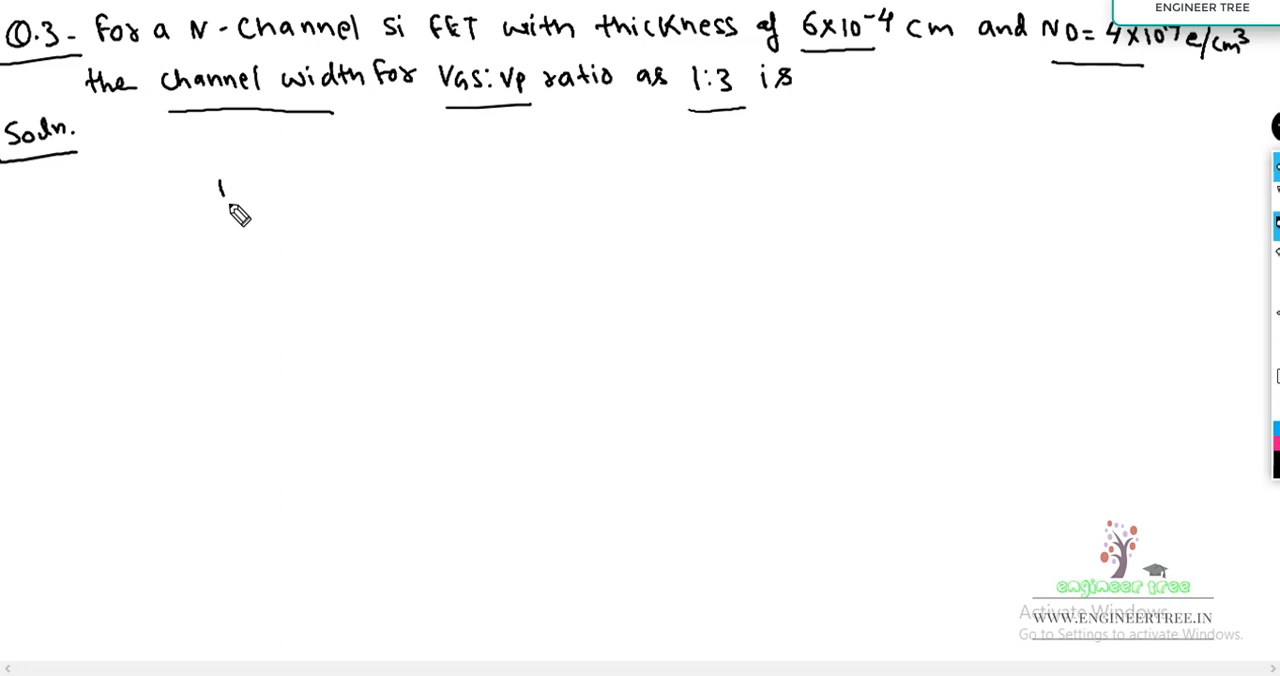 ENGINEER TREE
Q.3 - For a N - Channel Si FET with thickness of 6×10⁻⁴ cm and ND = 4×10⁻⁷ e/cm³
the channel width for VGS : Vp ratio as 1:3 is
Soln.
engineer tree
Activate Windows
WWW.ENGINEERTREE.IN
Go to Settings to activate Windows.